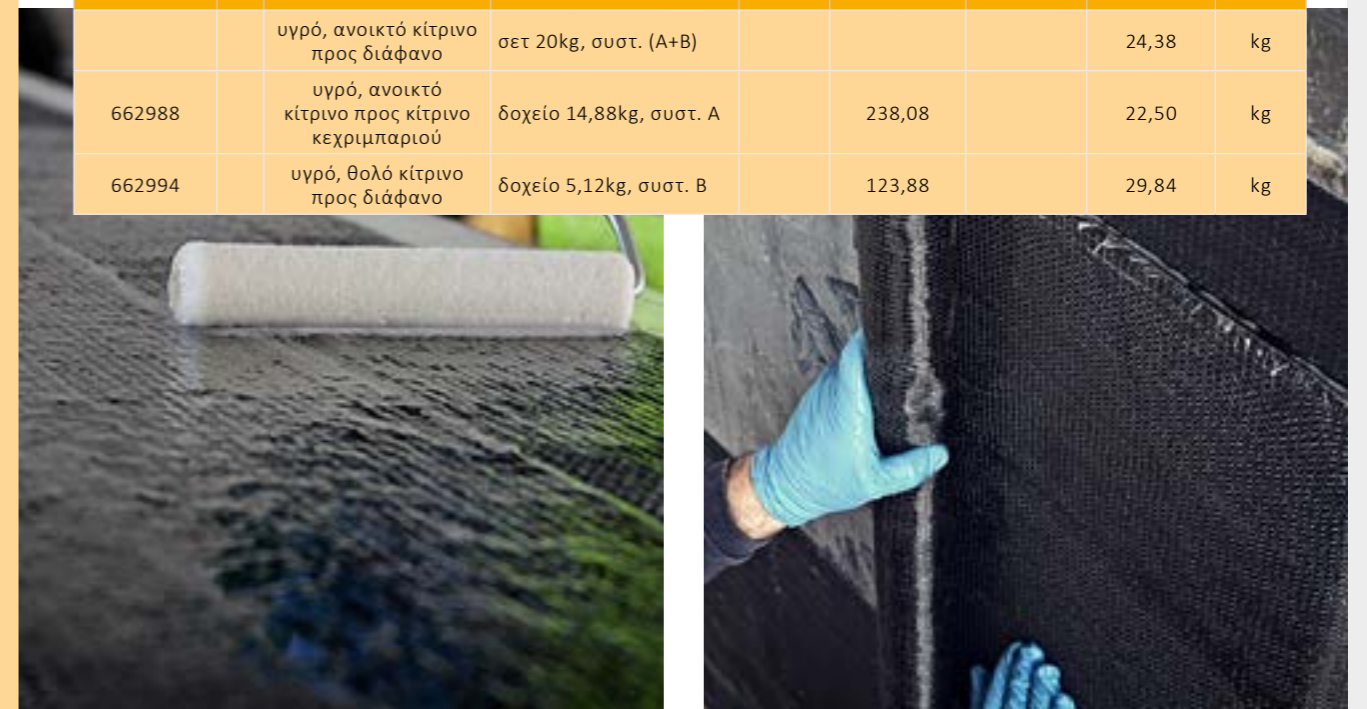 υγρό, ανοικτό κίτρινο
προς διάφανο
σετ 20kg, συστ. (A+B)
24,38
kg
662988
υγρό, ανοικτό
κίτρινο προς κίτρινο
κεχριμπαριού
δοχείο 14,88kg, συστ. A
238,08
22,50
kg
662994
υγρό, θολό κίτρινο
προς διάφανο
δοχείο 5,12kg, συστ. B
123,88
29,84
kg